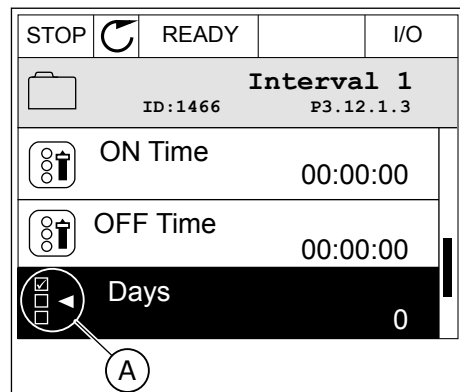 STOP READY I/O
Interval 1
ID:1466 P3.12.1.3
ON Time
00:00:00
OFF Time
00:00:00
Days
0
A